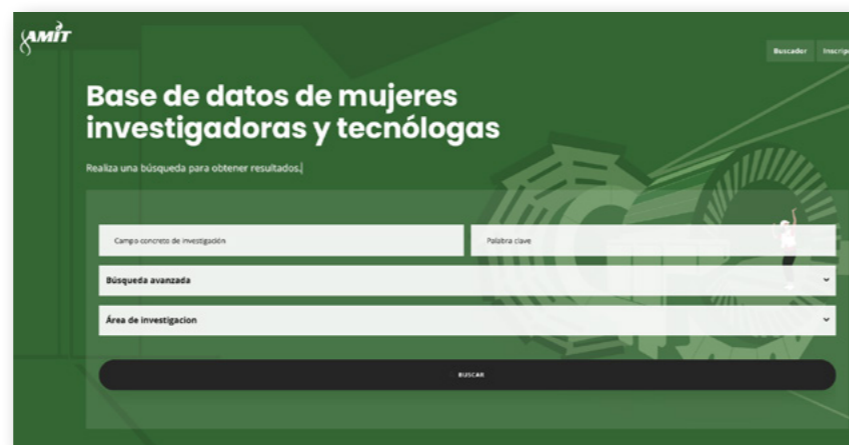 AMIT
Buscador
Base de datos de mujeres
investigadoras y tecnólogas
Realiza una búsqueda para obtener resultados.
Campo concreto de investigación
Palabra clave
Búsqueda avanzada
Área de investigacion
BUSCAR